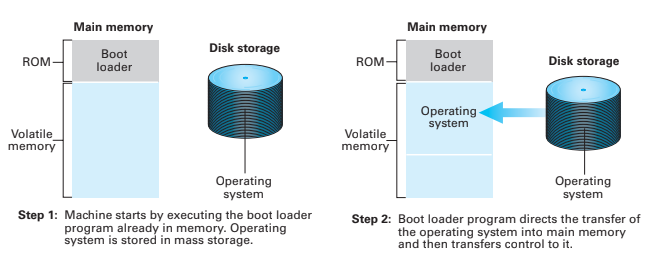 Main memory
ROM
Boot
loader
Disk storage
Volatile
memory
Operating
system
Step 1: Machine starts by executing the boot loader
program already in memory. Operating
system is stored in mass storage.
Main memory
ROM
Boot
loader
Disk storage
Operating
system
Volatile
memory
Operating
system
Step 2: Boot loader program directs the transfer of
the operating system into main memory
and then transfers control to it.